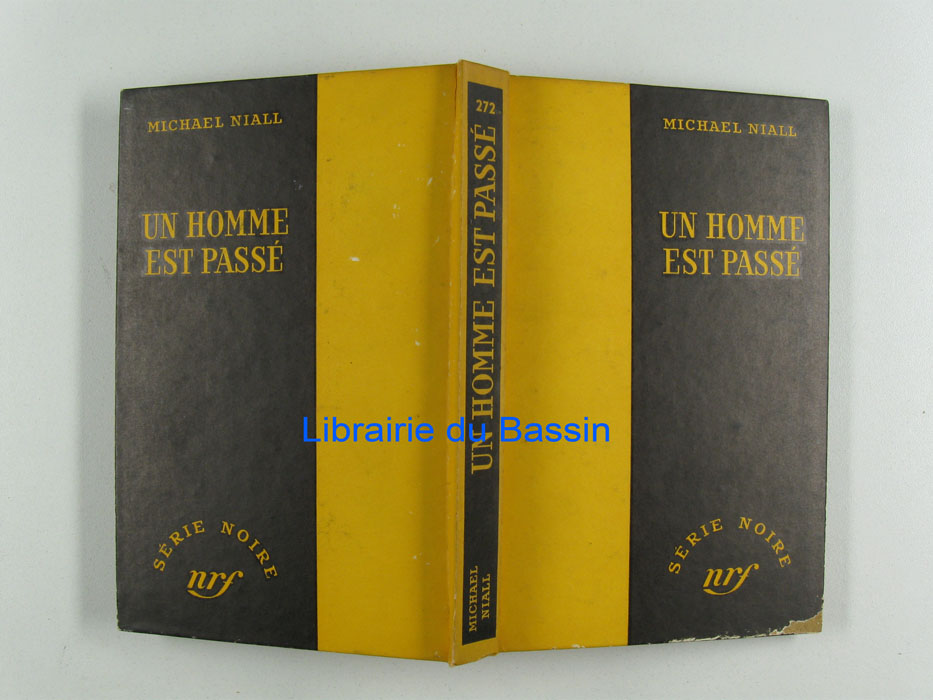 MICHAEL NIALL
UN HOMME
EST PASSÉ
SÉRIE NOIRE
nrf
272
UN HOMME EST PASSÉ
MICHAEL
NIALL
MICHAEL NIALL
UN HOMME
EST PASSÉ
SÉRIE NOIRE
nrf
Librairie du Bassin